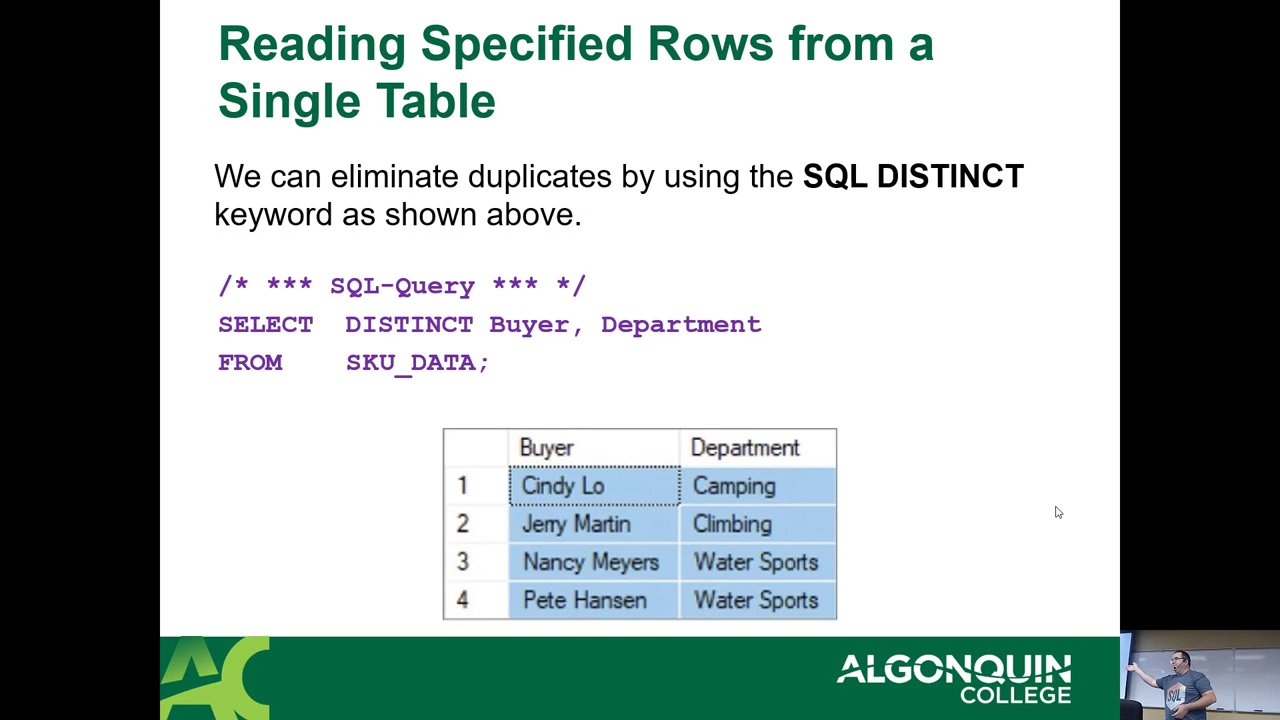 Reading Specified Rows from a
Single Table
We can eliminate duplicates by using the SQL DISTINCT
keyword as shown above.
/* *** SQL-Query *** */
SELECT DISTINCT Buyer, Department
FROM SKU_DATA;
Buyer Department
1 Cindy Lo Camping
2 Jerry Martin Climbing
3 Nancy Meyers Water Sports
4 Pete Hansen Water Sports
AC
ALGONQUIN
COLLEGE
SQL